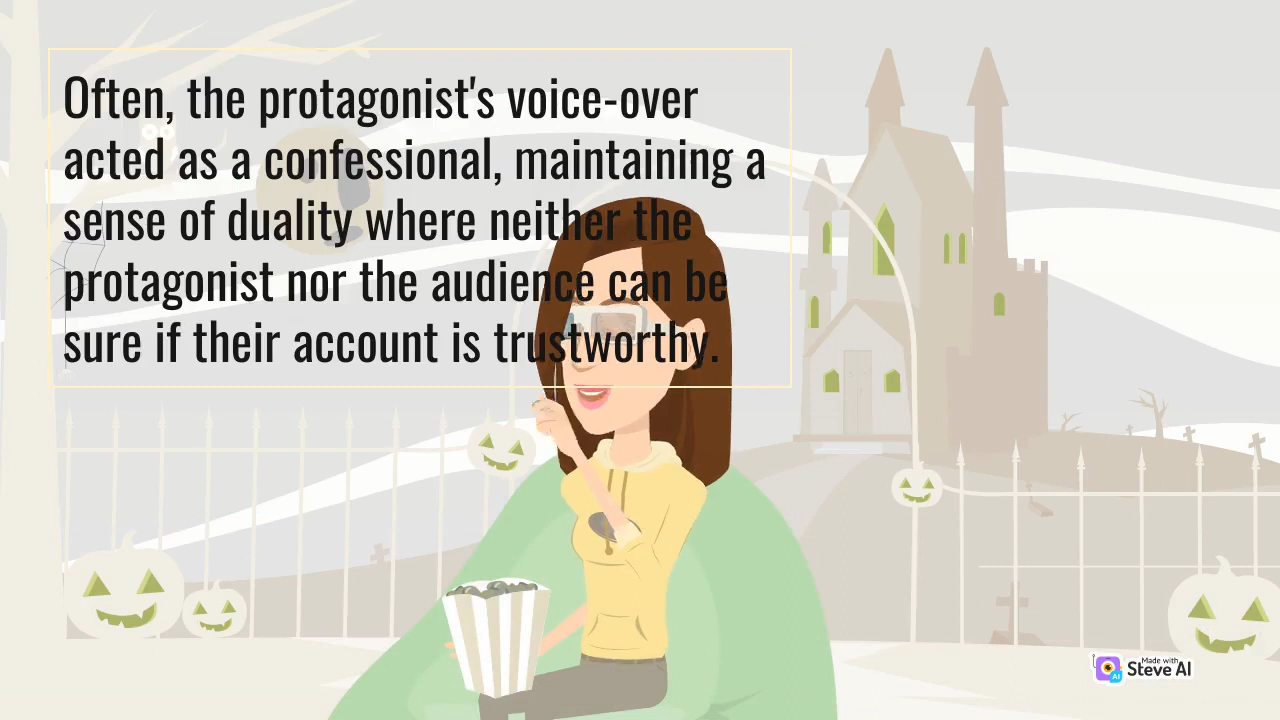 Often, the protagonist's voice-over
acted as a confessional, maintaining a
sense of duality where neither the
protagonist nor the audience can be
sure if their account is trustworthy.
Made with
Steve AI
AI